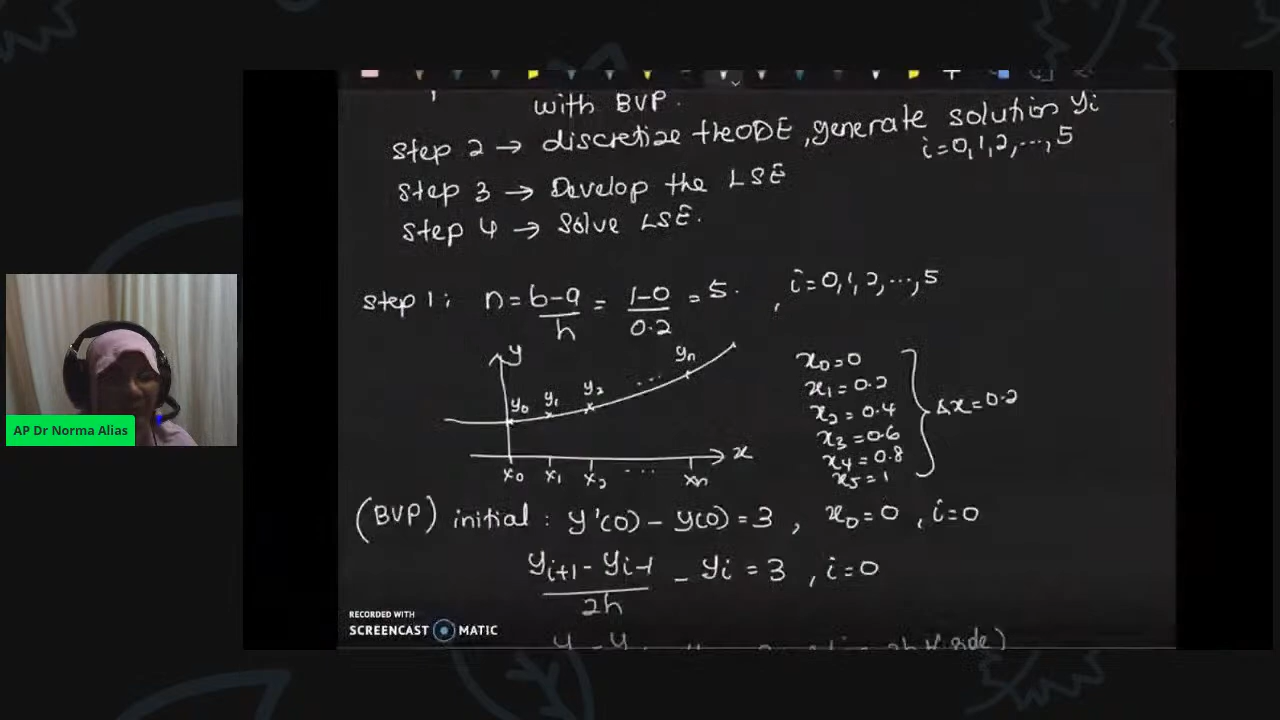 with BVP.
Step 2 → discretize the ODE, generate solution yi
i=0,1,2,...,5
Step 3 → Develop the LSE
Step 4 → Solve LSE.
Step 1: n = b-a/h = 1-0/0.2 = 5. , i=0,1,2,...,5
y
yn
y0 y1 y2 ...
x0=0
x1=0.2
x2=0.4
x3=0.6
x4=0.8
x5=1
Δx=0.2
x
x0 x1 x2 ... xn
(BVP) initial : y'(0) - y(0) = 3 , x0=0 , i=0
yi+1 - yi-1 / 2h - yi = 3 , i=0
AP Dr Norma Alias
RECORDED WITH
SCREENCAST MATIC